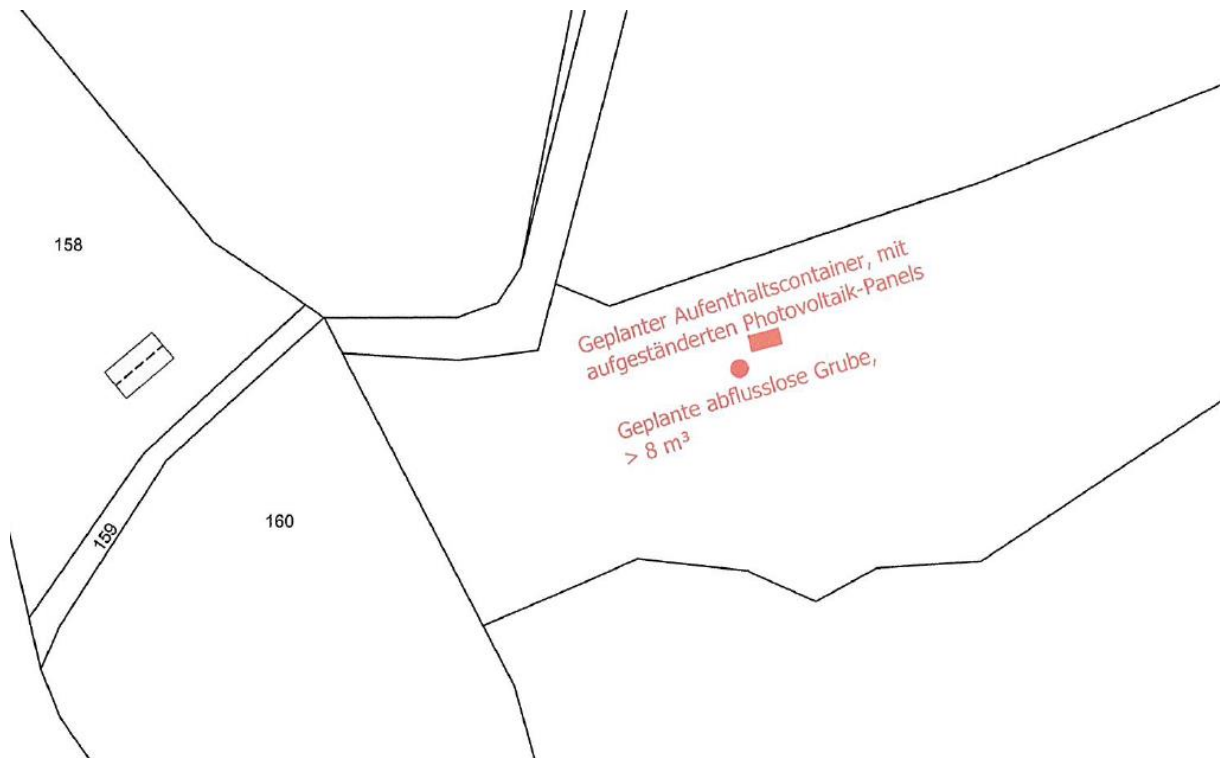 158
Geplanter Aufenthaltscontainer, mit
aufgeständerten Photovoltaik-Panels
Geplante abflusslose Grube,
> 8 m³
160
159